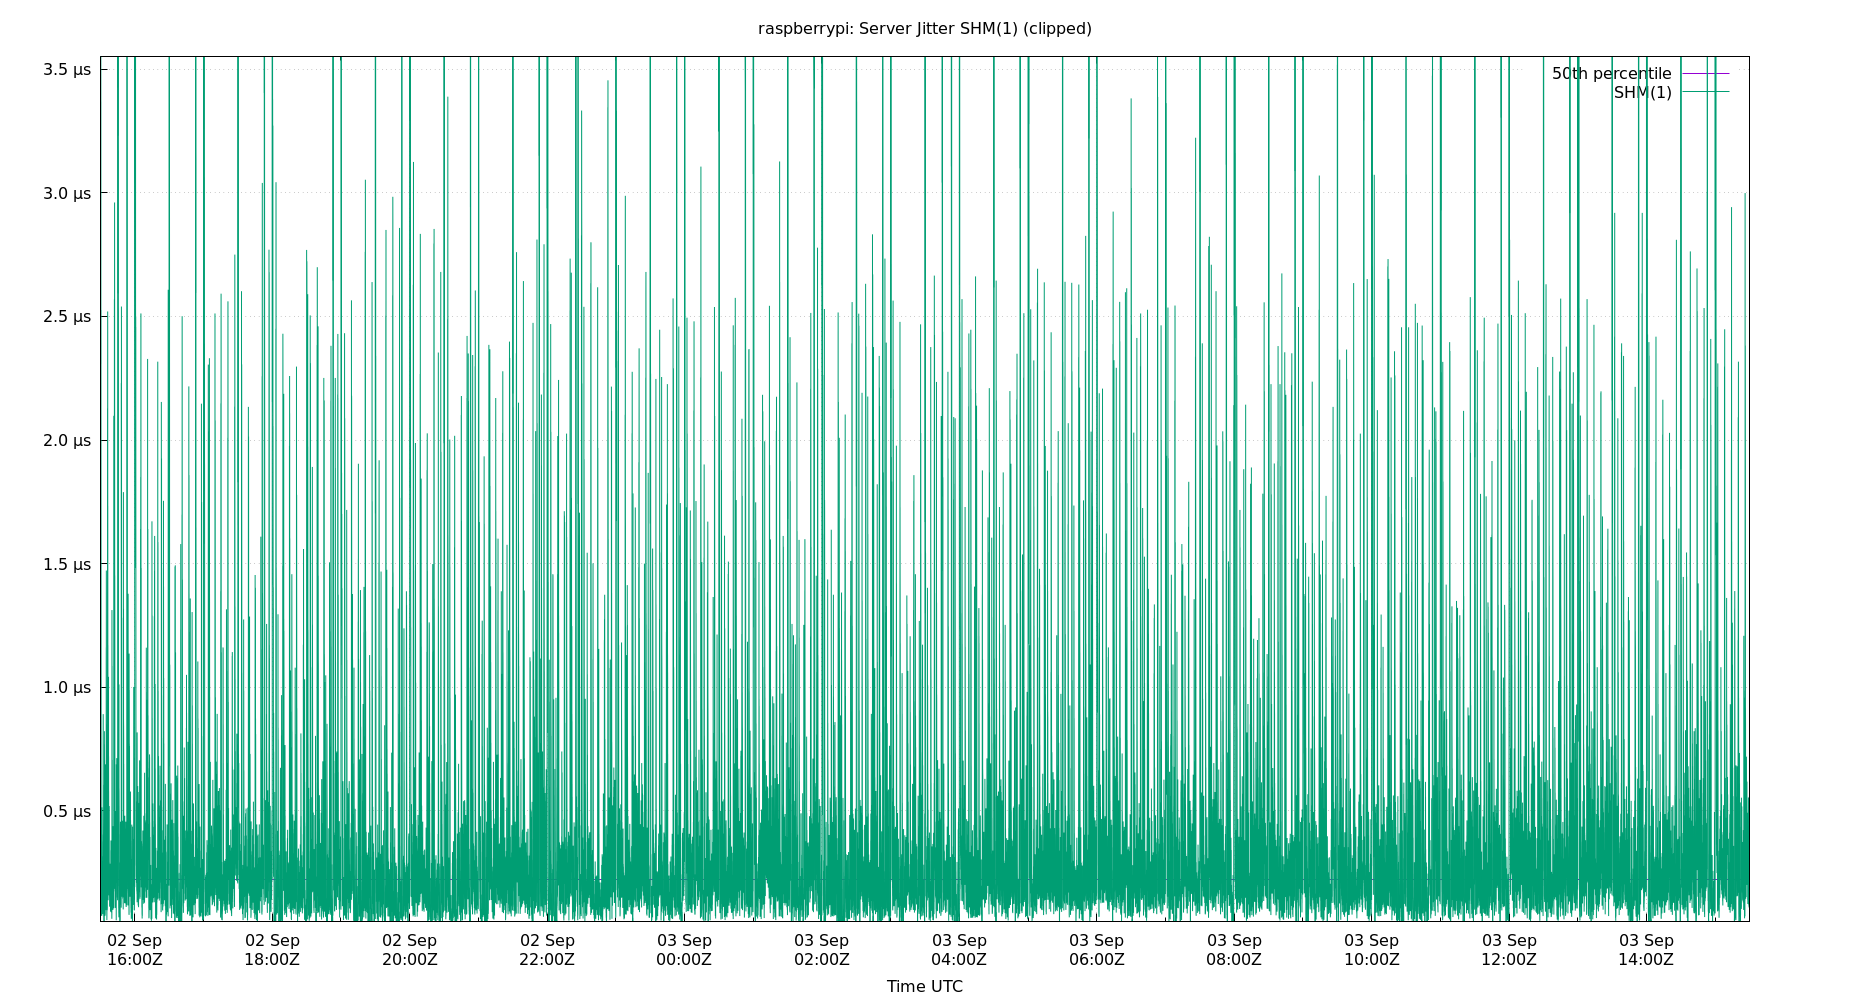 raspberrypi: Server Jitter SHM(1) (clipped)
3.5 µs
50th percentile
SHM(1)
3.0 µs
2.5 µs
2.0 µs
1.5 µs
1.0 µs
0.5 µs
02 Sep 02 Sep 02 Sep 02 Sep 03 Sep 03 Sep 03 Sep 03 Sep 03 Sep 03 Sep 03 Sep 03 Sep
16:00Z 18:00Z 20:00Z 22:00Z 00:00Z 02:00Z 04:00Z 06:00Z 08:00Z 10:00Z 12:00Z 14:00Z
Time UTC